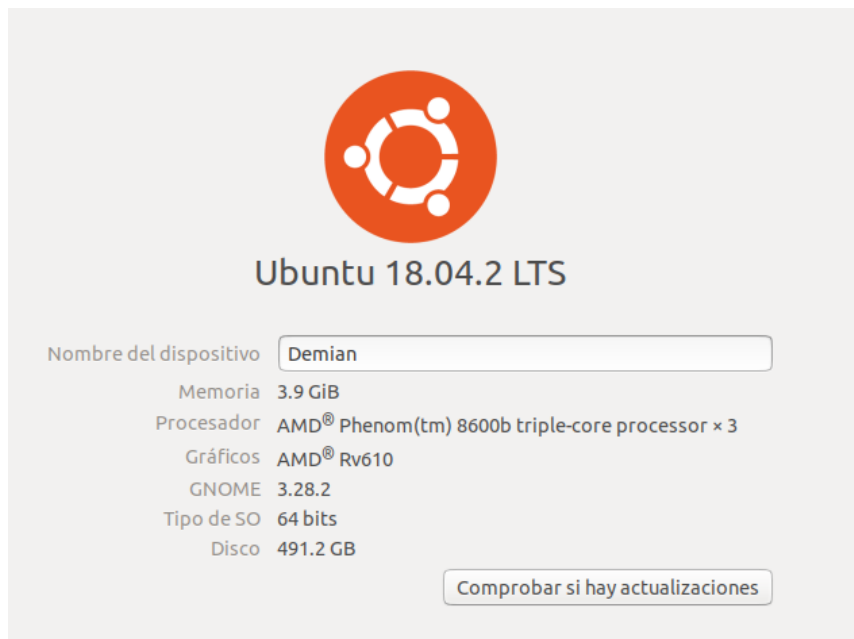 Ubuntu 18.04.2 LTS
Nombre del dispositivo Demian
Memoria 3.9 GiB
Procesador AMD® Phenom(tm) 8600b triple-core processor × 3
Gráficos AMD® Rv610
GNOME 3.28.2
Tipo de SO 64 bits
Disco 491.2 GB
Comprobar si hay actualizaciones